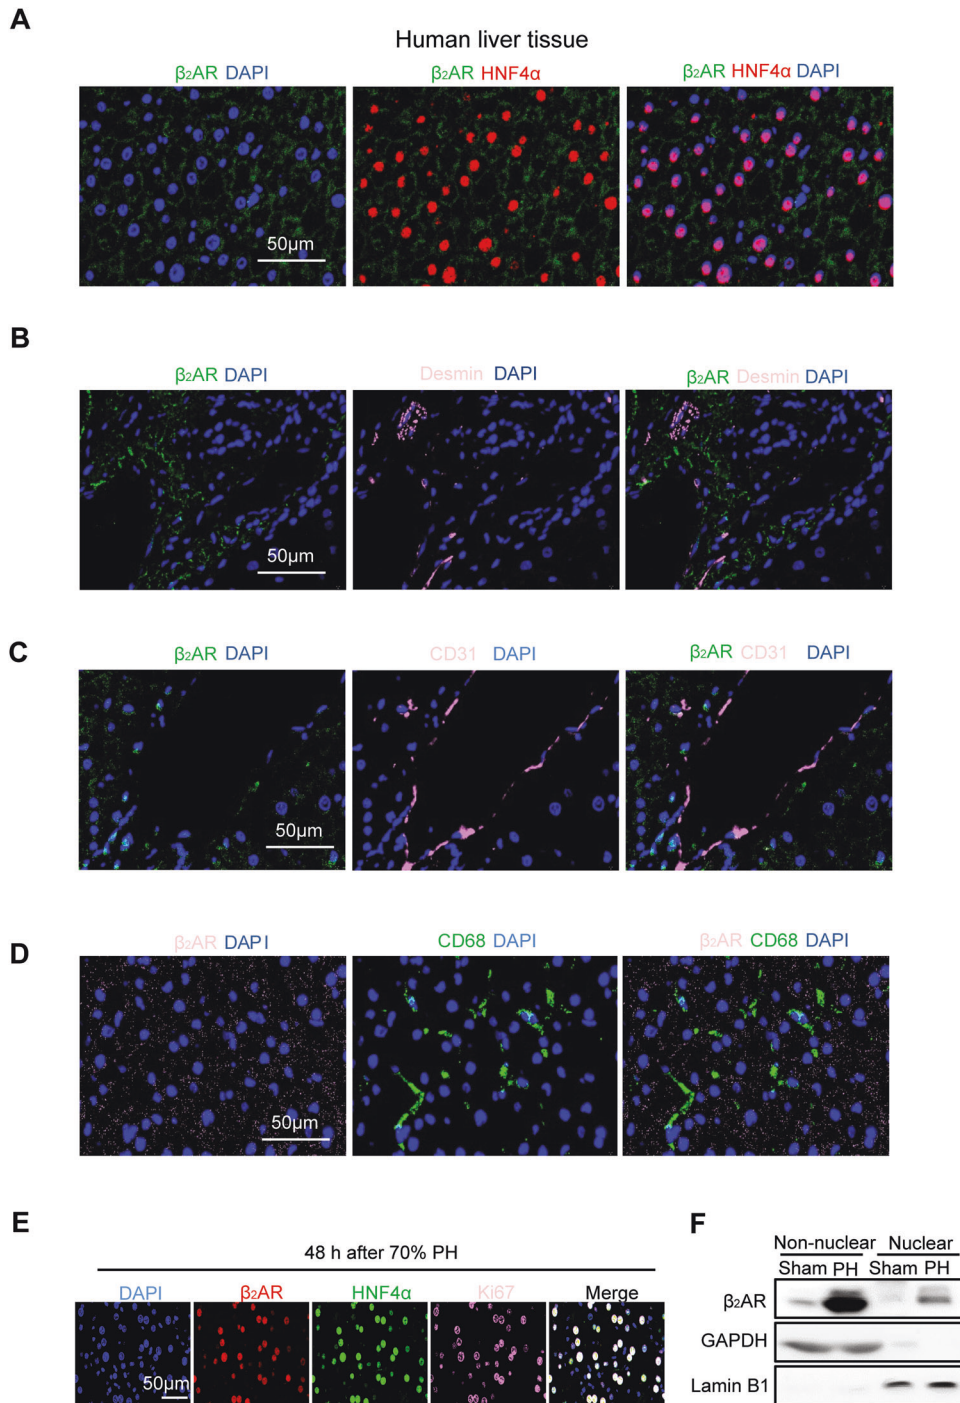 A
Human liver tissue
β₂AR DAPI
β₂AR HNF4α
β₂AR HNF4α DAPI
50μm
B
β₂AR DAPI
Desmin DAPI
β₂AR Desmin DAPI
50μm
C
β₂AR DAPI
CD31 DAPI
β₂AR CD31 DAPI
50μm
D
β₂AR DAPI
CD68 DAPI
β₂AR CD68 DAPI
50μm
E
48 h after 70% PH
DAPI
β₂AR
HNF4α
Ki67
Merge
50μm
F
Non-nuclear Nuclear
Sham PH Sham PH
β₂AR
GAPDH
Lamin B1